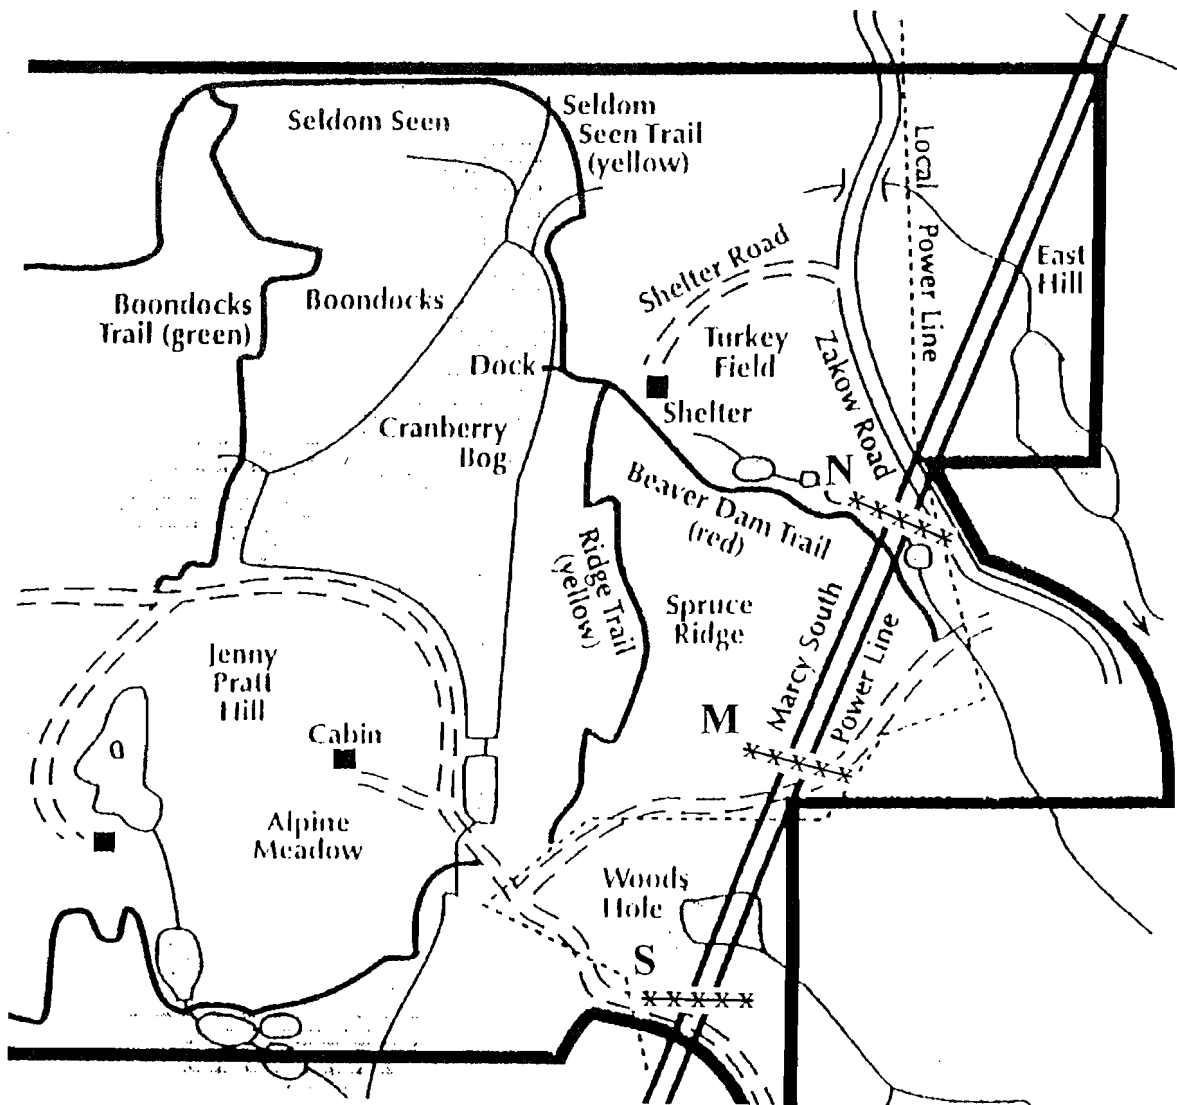 Seldom Seen
Seldom
Seen Trail
(yellow)
Local Power Line
Shelter Road
East
Hill
Boondocks
Trail (green)
Boondocks
Turkey
Field
Zakow Road
Dock
Shelter
Cranberry
Bog
N
Beaver Dam Trail
(red)
Ridge Trail
(yellow)
Spruce
Ridge
Marcy South
Power Line
Jenny
Pratt
Hill
M
Cabin
Alpine
Meadow
Woods
Hole
S